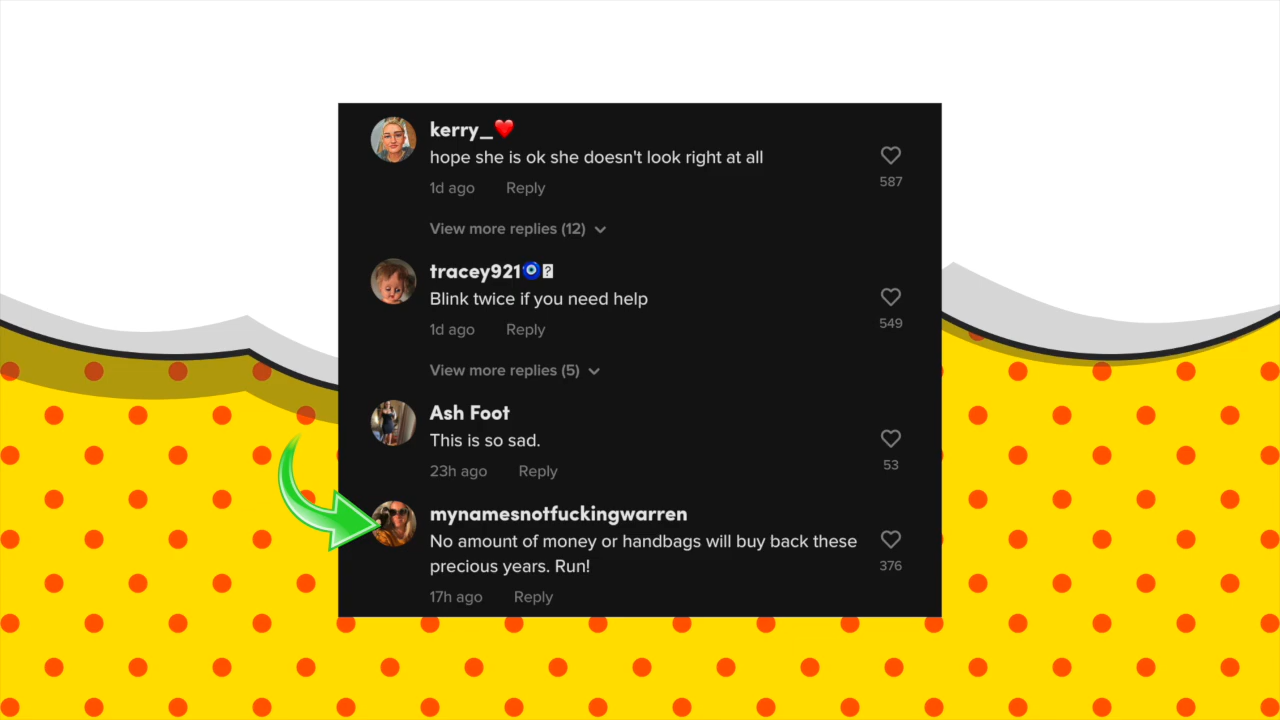 kerry_❤️
hope she is ok she doesn't look right at all
587
1d ago Reply
View more replies (12)
tracey921🧿
Blink twice if you need help
549
1d ago Reply
View more replies (5)
Ash Foot
This is so sad.
53
23h ago Reply
mynamesnotfuckingwarren
No amount of money or handbags will buy back these
precious years. Run!
376
17h ago Reply